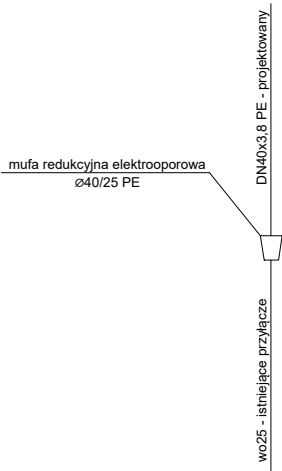 DN40x3,8 PE - projektowany
mufa redukcyjna elektrooporowa
Ø40/25 PE
wo25 - istniejące przyłącze